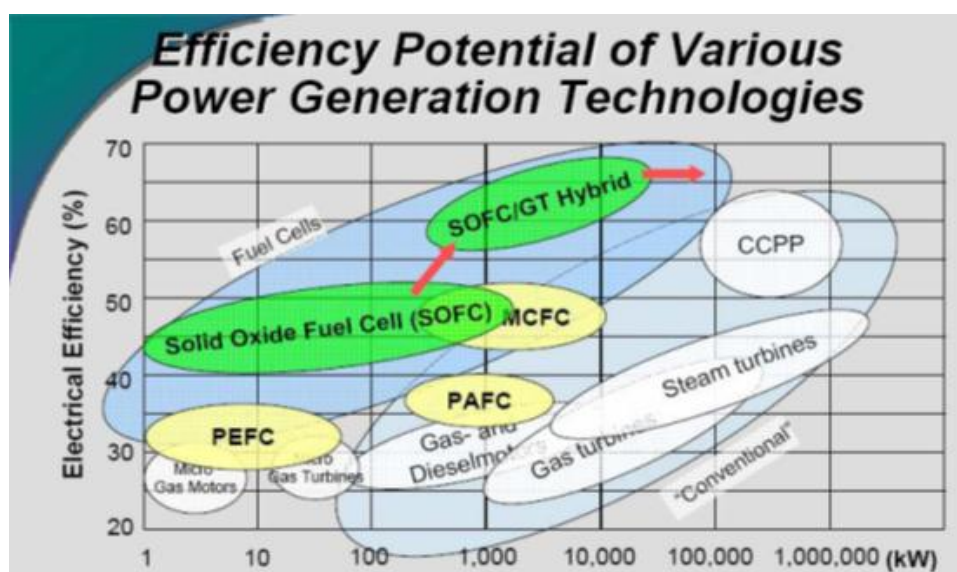 Efficiency Potential of Various
Power Generation Technologies
Electrical Efficiency (%)
70
60
50
40
30
20
Fuel Cells
SOFC/GT Hybrid
CCPP
Solid Oxide Fuel Cell (SOFC)
MCFC
Steam turbines
PAFC
PEFC
Gas- and
Dieselmotors
Gas turbines
Micro
Gas Motors
Micro
Gas Turbines
"Conventional"
1
10
100
1,000
10,000
100,000
1,000,000 (kW)